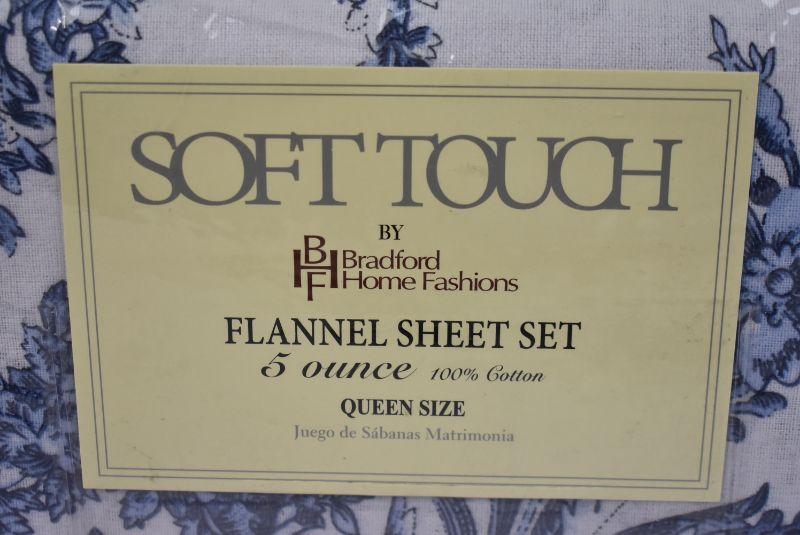 SOFT TOUCH
BY
BHF Bradford
Home Fashions
FLANNEL SHEET SET
5 ounce 100% Cotton
QUEEN SIZE
Juego de Sábanas Matrimonia